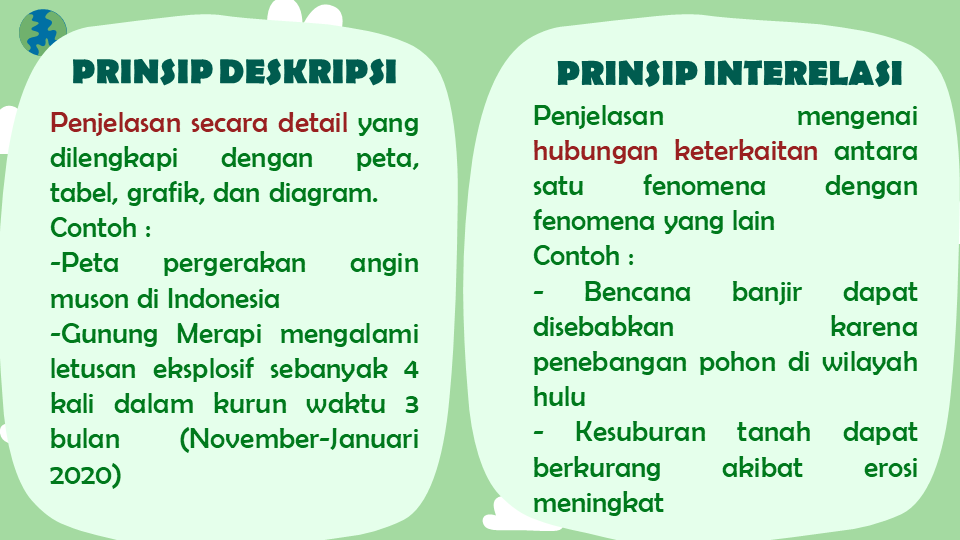 PRINSIP DESKRIPSI
Penjelasan secara detail yang
dilengkapi dengan peta,
tabel, grafik, dan diagram.
Contoh :
-Peta pergerakan angin
muson di Indonesia
-Gunung Merapi mengalami
letusan eksplosif sebanyak 4
kali dalam kurun waktu 3
bulan (November-Januari
2020)
PRINSIP INTERELASI
Penjelasan mengenai
hubungan keterkaitan antara
satu fenomena dengan
fenomena yang lain
Contoh :
- Bencana banjir dapat
disebabkan karena
penebangan pohon di wilayah
hulu
- Kesuburan tanah dapat
berkurang akibat erosi
meningkat